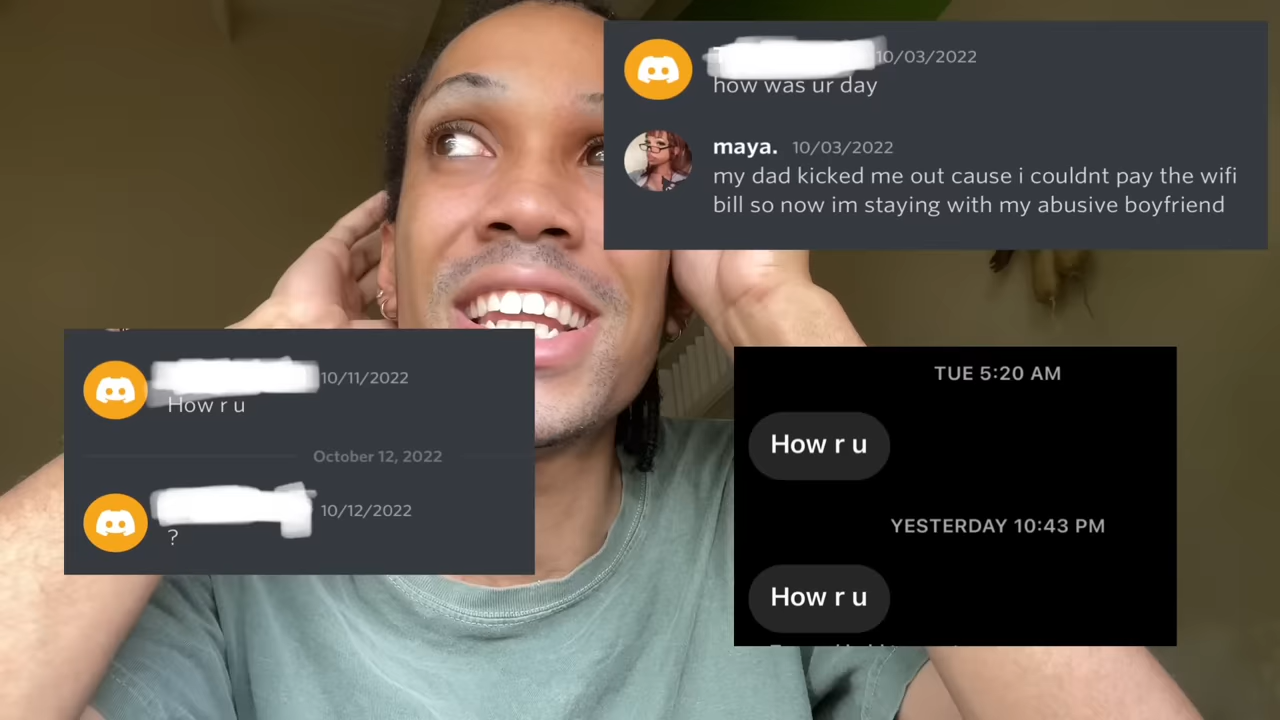 10/03/2022
how was ur day
maya. 10/03/2022
my dad kicked me out cause i couldnt pay the wifi
bill so now im staying with my abusive boyfriend
10/11/2022
How r u
October 12, 2022
10/12/2022
?
TUE 5:20 AM
How r u
YESTERDAY 10:43 PM
How r u